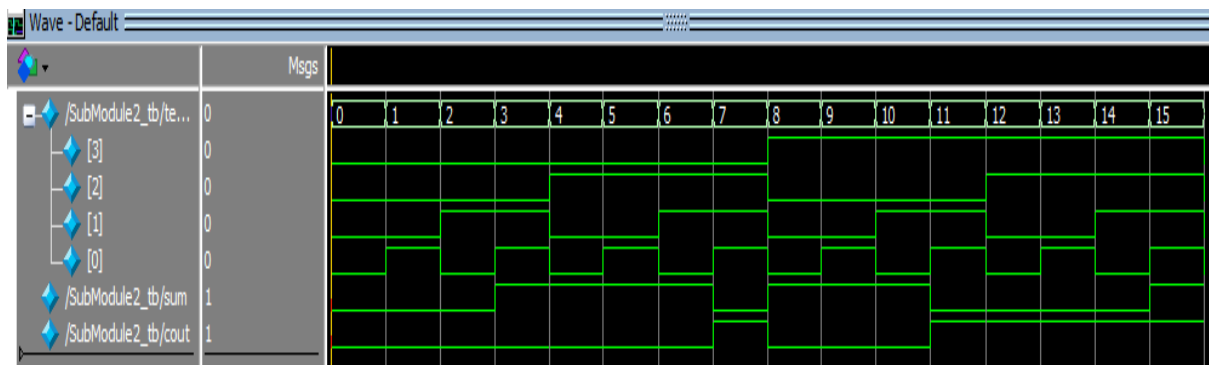 Wave - Default
Msgs
/SubModule2_tb/te... 0 0 1 2 3 4 5 6 7 8 9 10 11 12 13 14 15
[3] 0
[2] 0
[1] 0
[0] 0
/SubModule2_tb/sum 1
/SubModule2_tb/cout 1